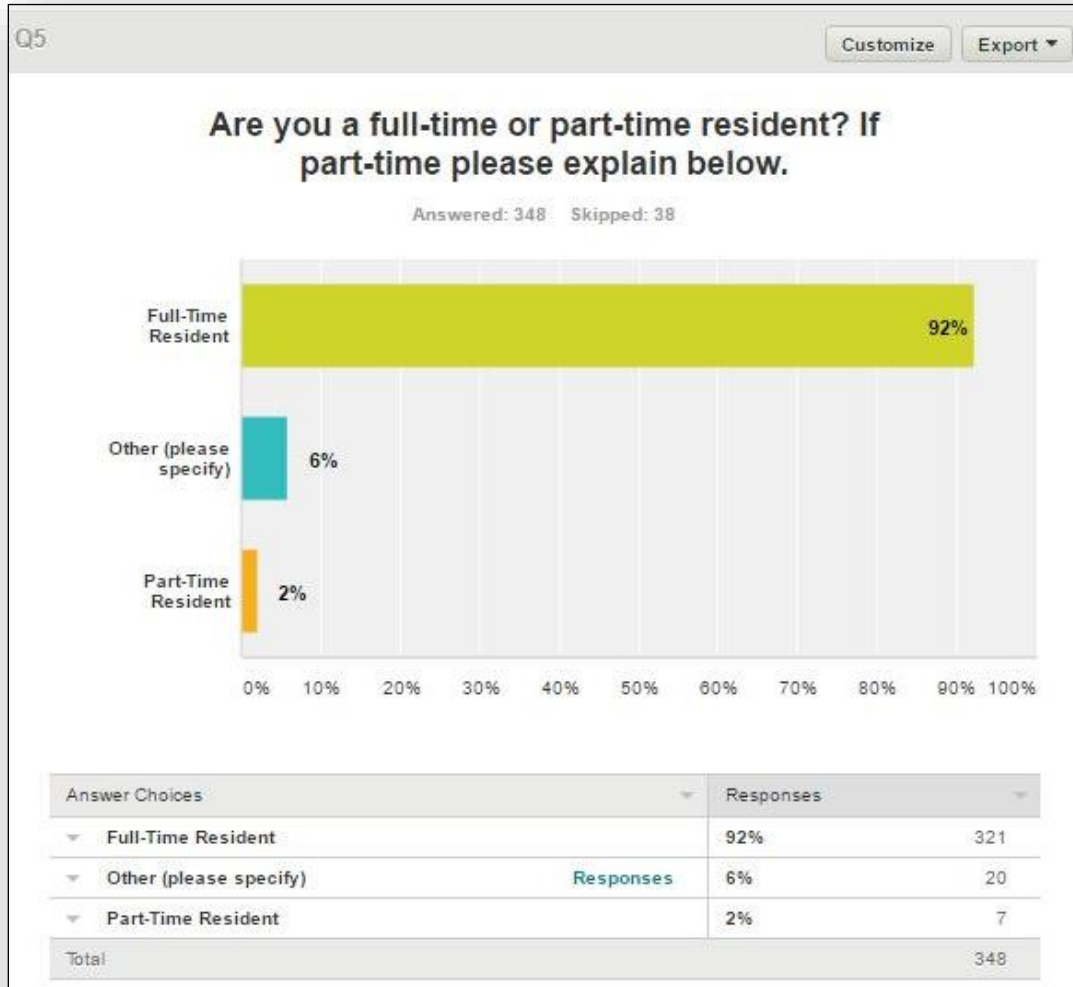 Q5
Customize Export
Are you a full-time or part-time resident? If
part-time please explain below.
Answered: 348 Skipped: 38
Full-Time
Resident
92%
Other (please
specify)
6%
Part-Time
Resident
2%
0% 10% 20% 30% 40% 50% 60% 70% 80% 90% 100%
Answer Choices Responses
Full-Time Resident 92% 321
Other (please specify) Responses 6% 20
Part-Time Resident 2% 7
Total 348